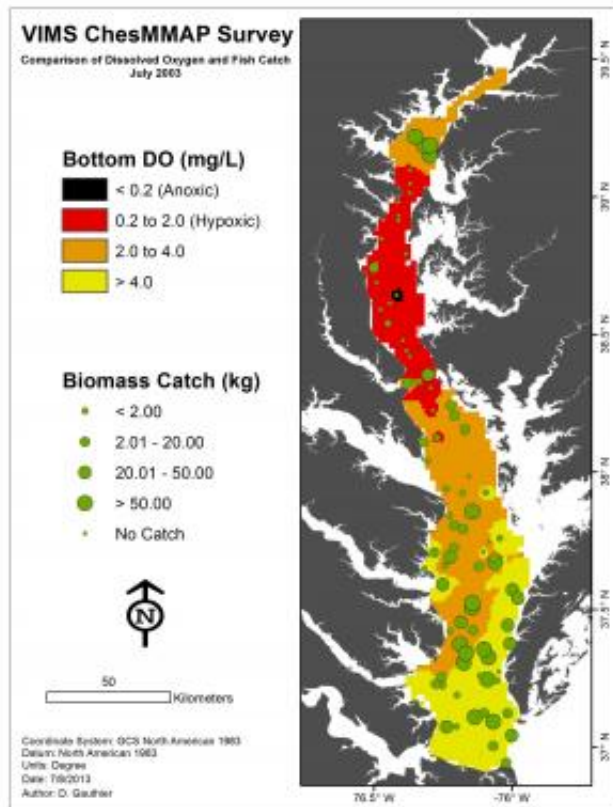 VIMS ChesMMAP Survey
Comparison of Dissolved Oxygen and Fish Catch
July 2003
Bottom DO (mg/L)
< 0.2 (Anoxic)
0.2 to 2.0 (Hypoxic)
2.0 to 4.0
> 4.0
Biomass Catch (kg)
< 2.00
2.01 - 20.00
20.01 - 50.00
> 50.00
No Catch
N
50
Kilometers
Coordinate System: GCS North American 1983
Datum: North American 1983
Units: Degree
Date: 7/9/2013
Author: D. Gauthier
39.5° N
39° N
38.5° N
38° N
37.5° N
37° N
76.5° W
-76° W